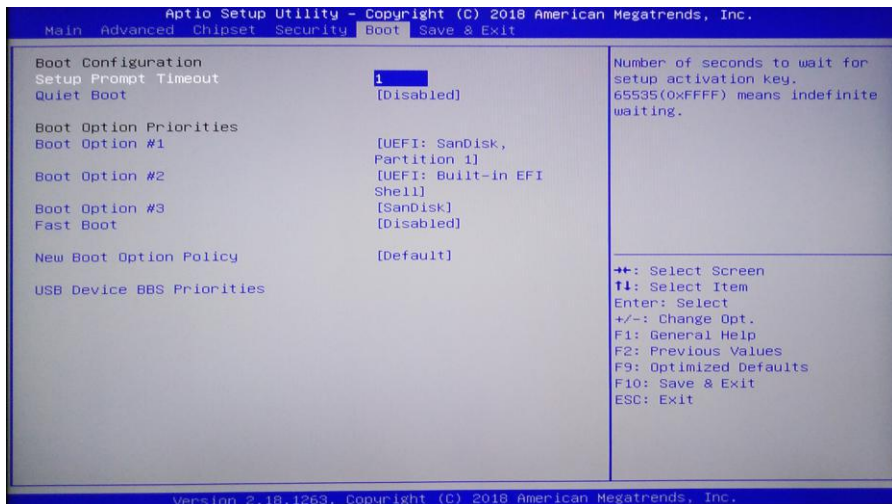 Aptio Setup Utility - Copyright (C) 2018 American Megatrends, Inc.
Main Advanced Chipset Security Boot Save & Exit
Boot Configuration
Setup Prompt Timeout 1
Quiet Boot [Disabled]
Boot Option Priorities
Boot Option #1 [UEFI: SanDisk,
Partition 1]
Boot Option #2 [UEFI: Built-in EFI
Shell]
Boot Option #3 [SanDisk]
Fast Boot [Disabled]
New Boot Option Policy [Default]
USB Device BBS Priorities
Number of seconds to wait for
setup activation key.
65535(0xFFFF) means indefinite
waiting.
→←: Select Screen
↑↓: Select Item
Enter: Select
+/-: Change Opt.
F1: General Help
F2: Previous Values
F9: Optimized Defaults
F10: Save & Exit
ESC: Exit
Version 2.18.1263. Copyright (C) 2018 American Megatrends, Inc.